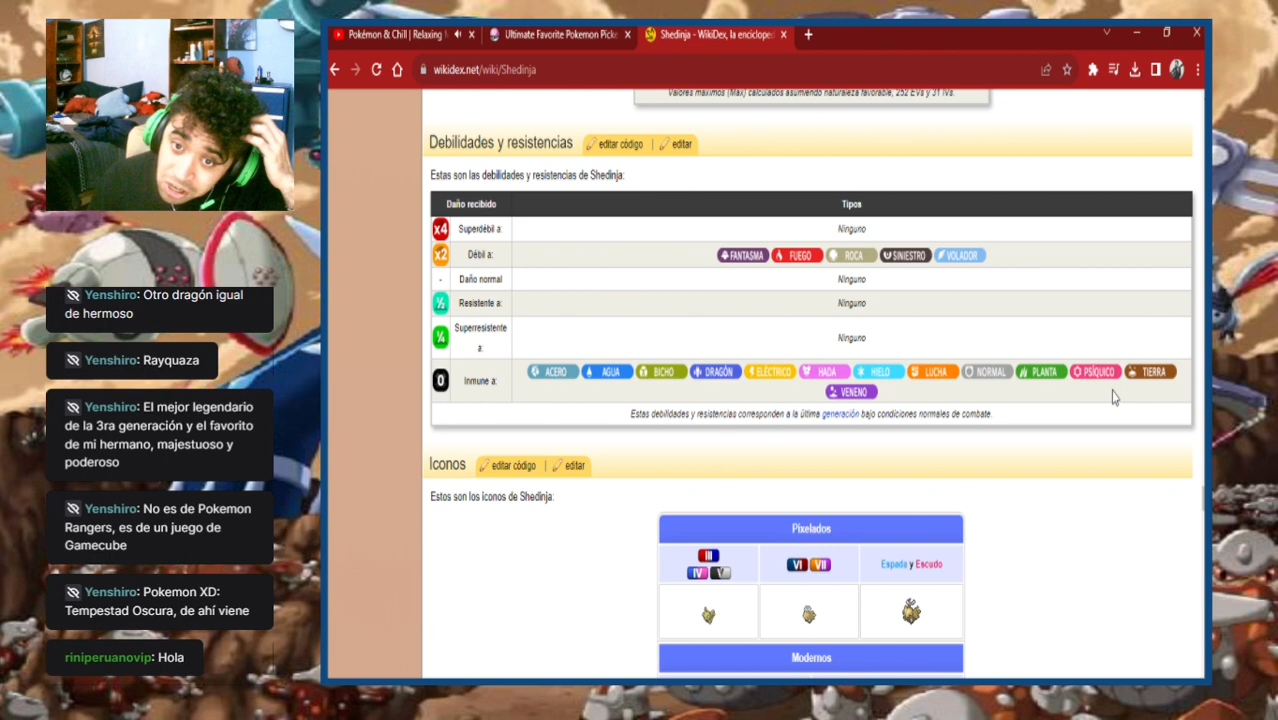 Pokémon & Chill | Relaxing
Ultimate Favorite Pokemon Picke
Shedinja - WikiDex, la encicloped
wikidex.net/wiki/Shedinja
Valores máximos (Max) calculados asumiendo naturaleza favorable, 252 EVs y 31 IVs.
Debilidades y resistencias editar código | editar
Estas son las debilidades y resistencias de Shedinja:
Daño recibido Tipos
x4 Superdébil a: Ninguno
x2 Débil a: FANTASMA FUEGO ROCA SINIESTRO VOLADOR
- Daño normal Ninguno
½ Resistente a: Ninguno
¼ Superresistente a: Ninguno
0 Inmune a: ACERO AGUA BICHO DRAGÓN ELÉCTRICO HADA HIELO LUCHA NORMAL PLANTA PSÍQUICO TIERRA
VENENO
Estas debilidades y resistencias corresponden a la última generación bajo condiciones normales de combate.
Iconos editar código | editar
Estos son los iconos de Shedinja:
Pixelados
III
IV V
VI VII
Espada y Escudo
Modernos
Yenshiro: Otro dragón igual
de hermoso
Yenshiro: Rayquaza
Yenshiro: El mejor legendario
de la 3ra generación y el favorito
de mi hermano, majestuoso y
poderoso
Yenshiro: No es de Pokemon
Rangers, es de un juego de
Gamecube
Yenshiro: Pokemon XD:
Tempestad Oscura, de ahí viene
riniperuanovip: Hola